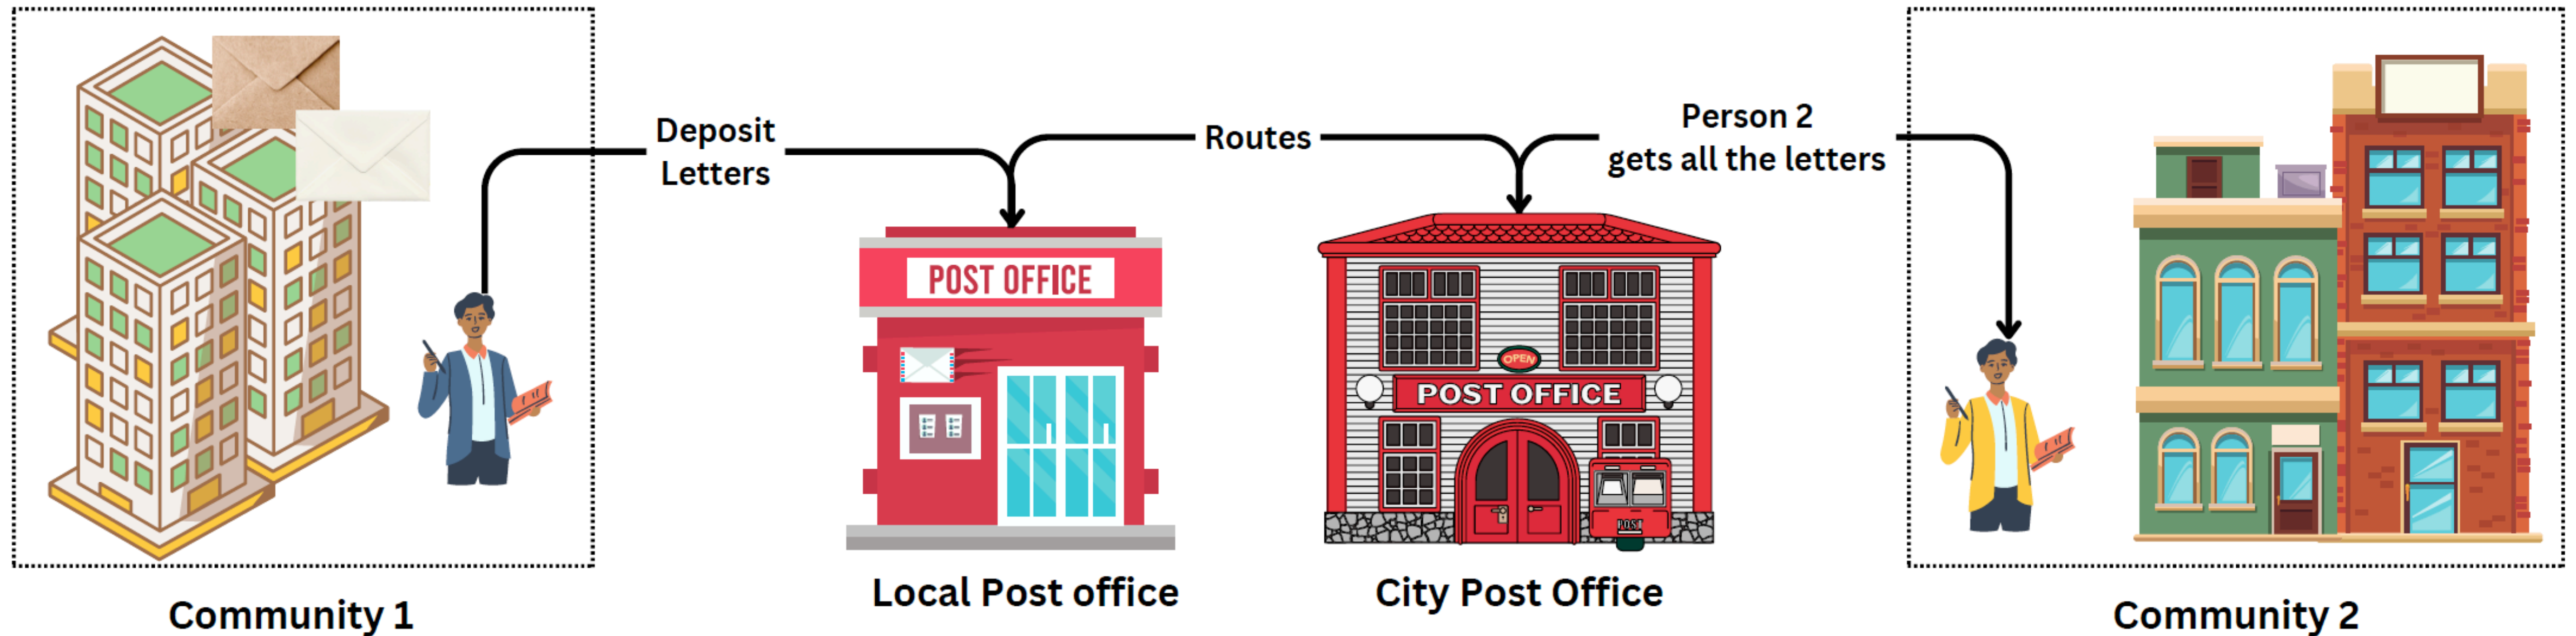 Deposit
Letters
Routes
Person 2
gets all the letters
POST OFFICE
OPEN
POST OFFICE
POST
Local Post office
City Post Office
Community 1
Community 2